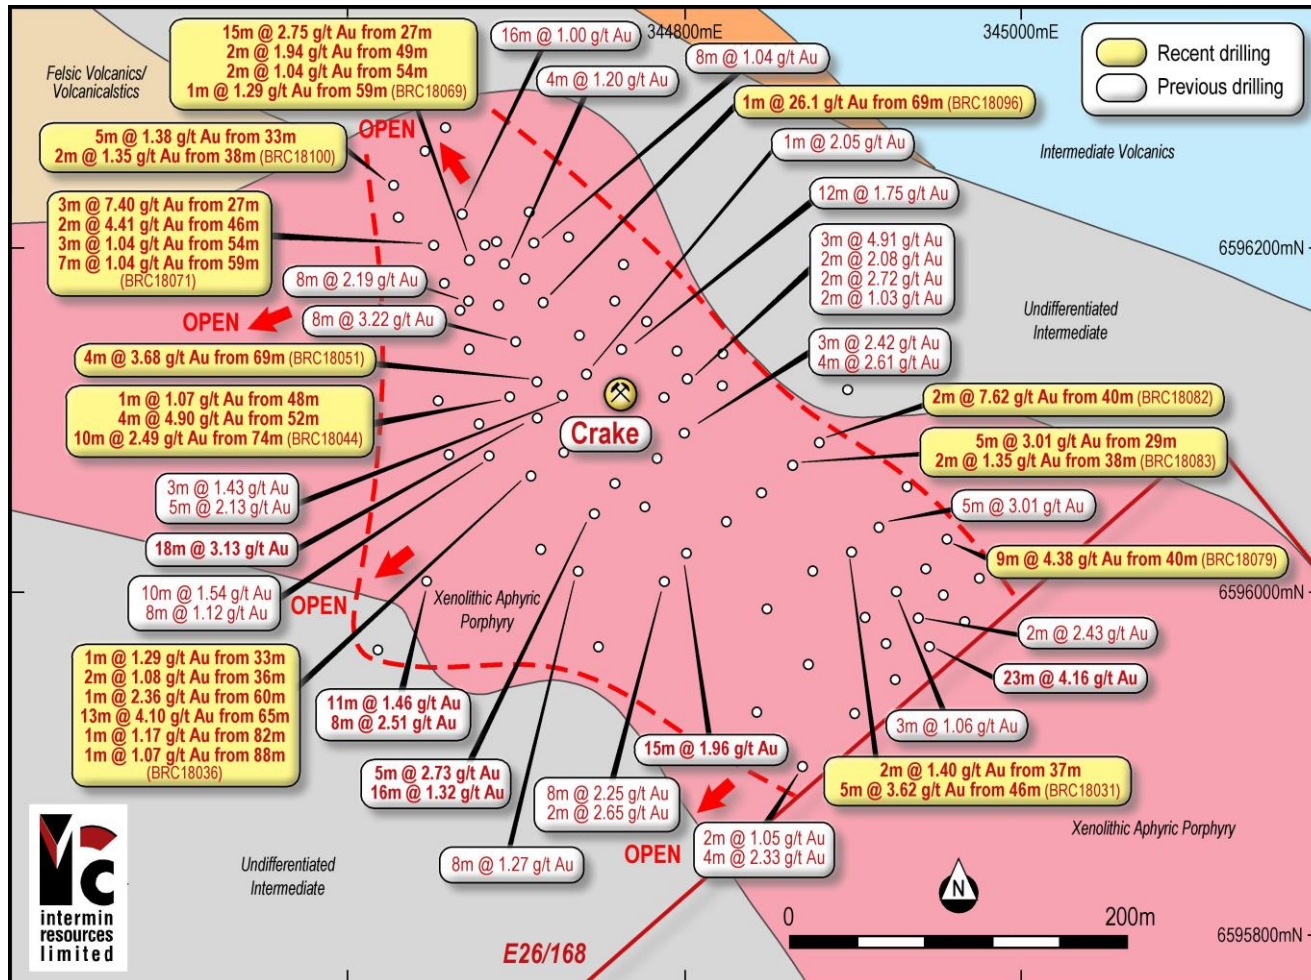 344800mE
345000mE
15m @ 2.75 g/t Au from 27m
2m @ 1.94 g/t Au from 49m
2m @ 1.04 g/t Au from 54m
1m @ 1.29 g/t Au from 59m (BRC18069)
16m @ 1.00 g/t Au
4m @ 1.20 g/t Au
8m @ 1.04 g/t Au
Recent drilling
Previous drilling
Felsic Volcanics/
Volcanicalstics
OPEN
1m @ 26.1 g/t Au from 69m (BRC18096)
5m @ 1.38 g/t Au from 33m
2m @ 1.35 g/t Au from 38m (BRC18100)
1m @ 2.05 g/t Au
Intermediate Volcanics
12m @ 1.75 g/t Au
3m @ 7.40 g/t Au from 27m
2m @ 4.41 g/t Au from 46m
3m @ 1.04 g/t Au from 54m
7m @ 1.04 g/t Au from 59m
(BRC18071)
3m @ 4.91 g/t Au
2m @ 2.08 g/t Au
2m @ 2.72 g/t Au
2m @ 1.03 g/t Au
6596200mN
8m @ 2.19 g/t Au
OPEN
8m @ 3.22 g/t Au
Undifferentiated
Intermediate
3m @ 2.42 g/t Au
4m @ 2.61 g/t Au
4m @ 3.68 g/t Au from 69m (BRC18051)
1m @ 1.07 g/t Au from 48m
4m @ 4.90 g/t Au from 52m
10m @ 2.49 g/t Au from 74m (BRC18044)
Crake
2m @ 7.62 g/t Au from 40m (BRC18082)
5m @ 3.01 g/t Au from 29m
2m @ 1.35 g/t Au from 38m (BRC18083)
3m @ 1.43 g/t Au
5m @ 2.13 g/t Au
5m @ 3.01 g/t Au
18m @ 3.13 g/t Au
9m @ 4.38 g/t Au from 40m (BRC18079)
10m @ 1.54 g/t Au
8m @ 1.12 g/t Au
OPEN
Xenolithic Aphyric
Porphyry
6596000mN
2m @ 2.43 g/t Au
23m @ 4.16 g/t Au
1m @ 1.29 g/t Au from 33m
2m @ 1.08 g/t Au from 36m
1m @ 2.36 g/t Au from 60m
13m @ 4.10 g/t Au from 65m
1m @ 1.17 g/t Au from 82m
1m @ 1.07 g/t Au from 88m
(BRC18036)
11m @ 1.46 g/t Au
8m @ 2.51 g/t Au
3m @ 1.06 g/t Au
15m @ 1.96 g/t Au
5m @ 2.73 g/t Au
16m @ 1.32 g/t Au
2m @ 1.40 g/t Au from 37m
5m @ 3.62 g/t Au from 46m (BRC18031)
8m @ 2.25 g/t Au
2m @ 2.65 g/t Au
OPEN
2m @ 1.05 g/t Au
4m @ 2.33 g/t Au
8m @ 1.27 g/t Au
Xenolithic Aphyric Porphyry
Undifferentiated
Intermediate
N
0
200m
6595800mN
E26/168
intermin
resources
limited